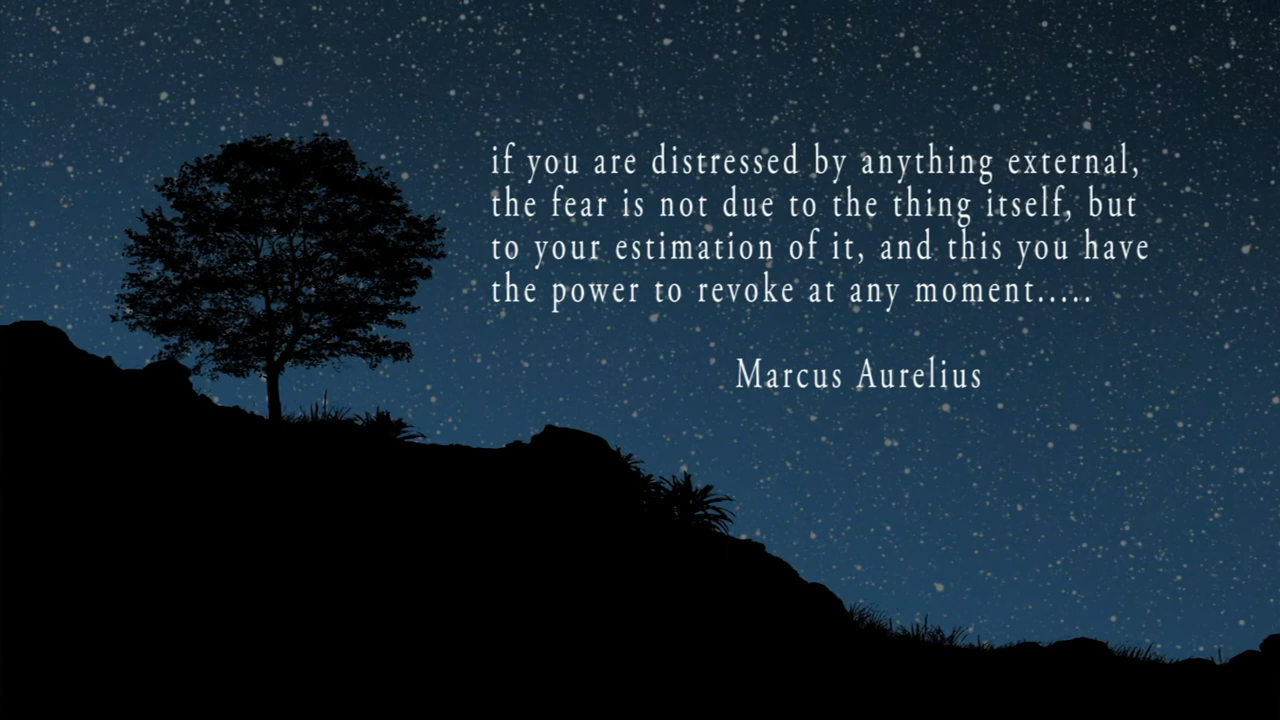 if you are distressed by anything external,
the fear is not due to the thing itself, but
to your estimation of it, and this you have
the power to revoke at any moment.....
Marcus Aurelius